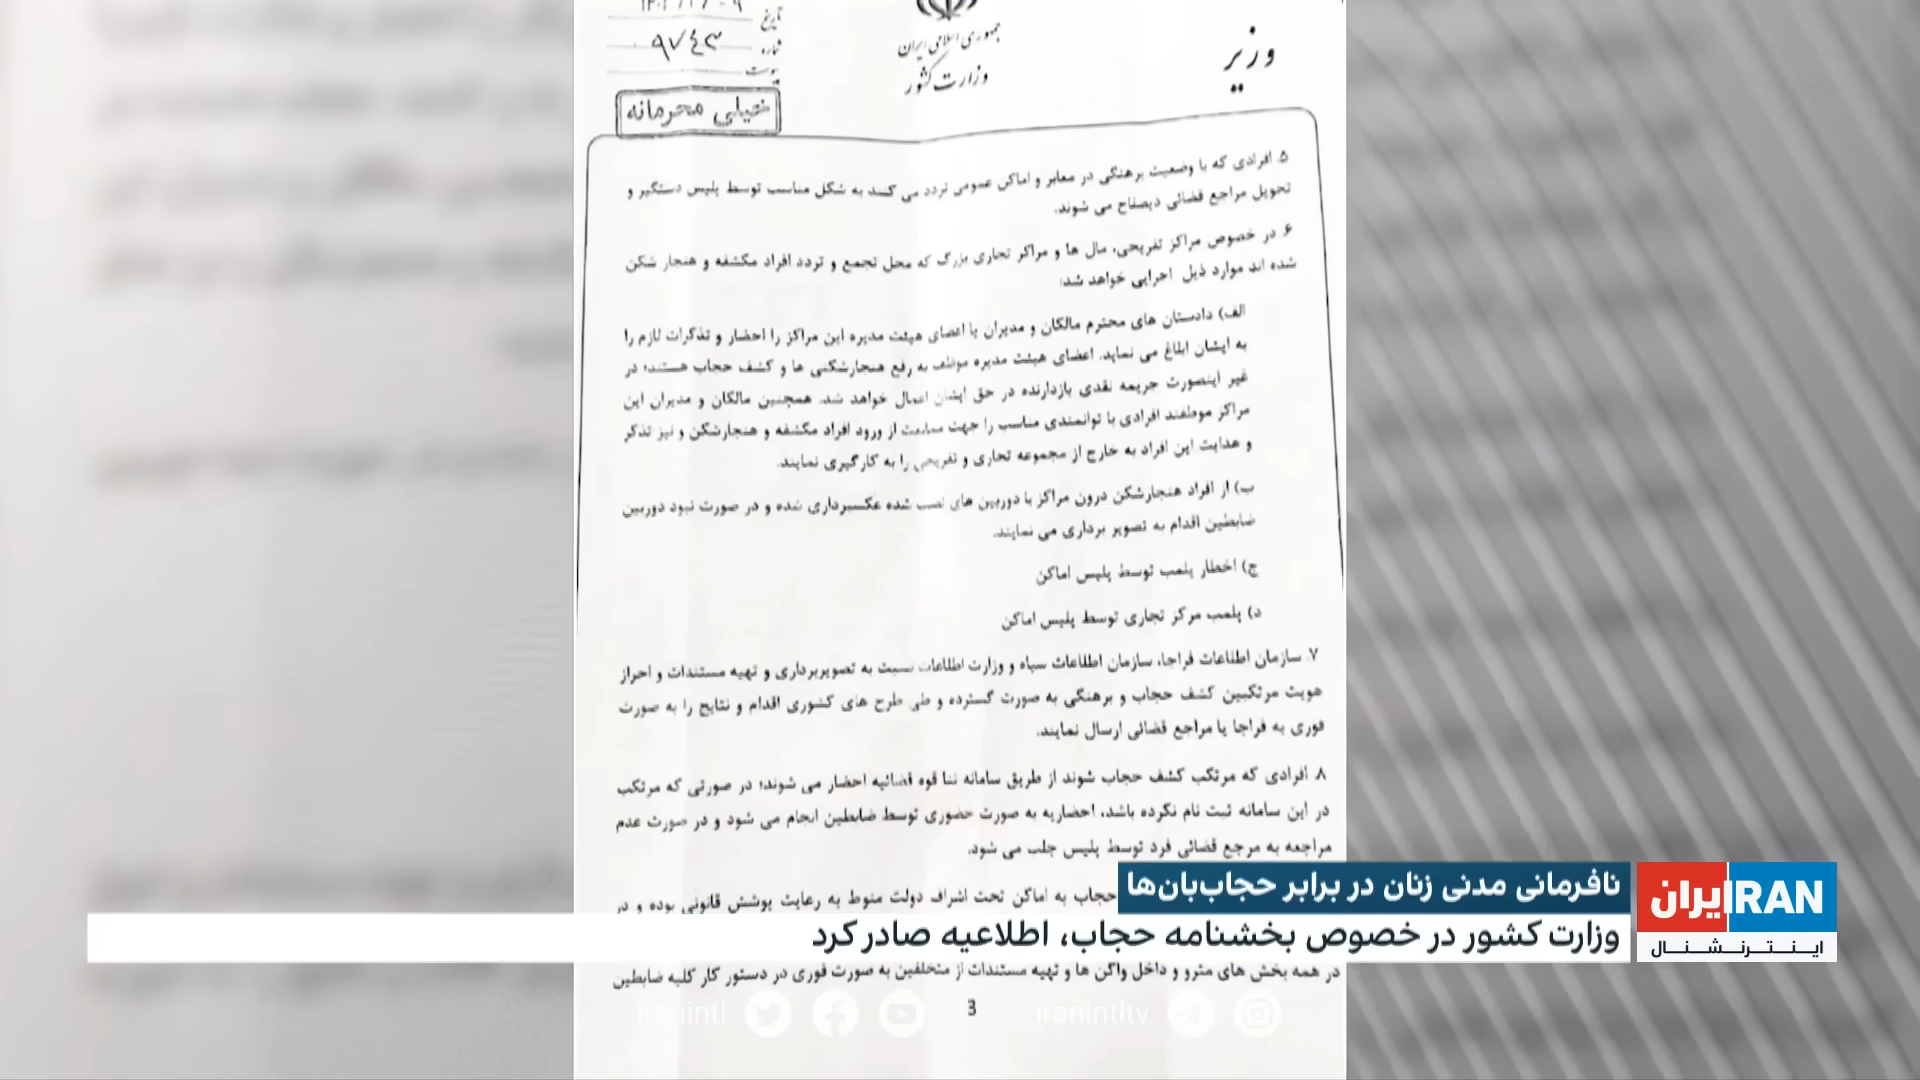 وزیر
جمهوری اسلامی ایران
وزارت کشور
تاریخ
شماره ۹۷۴۳
پیوست
خیلی محرمانه
۵. افرادی که با وضعیت برهنگی در معابر و اماکن عمومی تردد می کنند به شکل مناسب توسط پلیس دستگیر و
تحویل مراجع قضائی ذیصلاح می شوند.
۶. در خصوص مراکز تفریحی، مال ها و مراکز تجاری بزرگ که محل تجمع و تردد افراد مکشفه و هنجار شکن
شده اند موارد ذیل اجرایی خواهد شد:
الف) دادستان های محترم مالکان و مدیران یا اعضای هیئت مدیره این مراکز را احضار و تذکرات لازم را
به ایشان ابلاغ می نماید. اعضای هیئت مدیره موظف به رفع هنجارشکنی ها و کشف حجاب هستند؛ در
غیر اینصورت جریمه نقدی بازدارنده در حق ایشان اعمال خواهد شد. همچنین مالکان و مدیران این
مراکز موظفند افرادی با توانمندی مناسب را جهت ممانعت از ورود افراد مکشفه و هنجارشکن و نیز تذکر
و هدایت این افراد به خارج از مجموعه تجاری و تفریحی را به کارگیری نمایند.
ب) از افراد هنجارشکن درون مراکز با دوربین های نصب شده عکسبرداری شده و در صورت نبود دوربین
ضابطین اقدام به تصویر برداری می نمایند.
ج) اخطار پلمب توسط پلیس اماکن
د) پلمب مرکز تجاری توسط پلیس اماکن
۷. سازمان اطلاعات فراجا، سازمان اطلاعات سپاه و وزارت اطلاعات نسبت به تصویربرداری و تهیه مستندات و احراز
هویت مرتکبین کشف حجاب و برهنگی به صورت گسترده و طی طرح های کشوری اقدام و نتایج را به صورت
فوری به فراجا یا مراجع قضائی ارسال نمایند.
۸. افرادی که مرتکب کشف حجاب شوند از طریق سامانه ثنا قوه قضائیه احضار می شوند؛ در صورتی که مرتکب
در این سامانه ثبت نام نکرده باشد، احضاریه به صورت حضوری توسط ضابطین انجام می شود و در صورت عدم
مراجعه به مرجع قضائی فرد توسط پلیس جلب می شود.
حجاب به اماکن تحت اشراف دولت منوط به رعایت پوشش قانونی بوده و در
نافرمانی مدنی زنان در برابر حجاب‌بان‌ها
وزارت کشور در خصوص بخشنامه حجاب، اطلاعیه صادر کرد
ایران IRAN
اینترنشنال
در همه بخش های مترو و داخل واگن ها و تهیه مستندات از متخلفین به صورت فوری در دستور کار کلیه ضابطین
3
iranintl
iranintltv